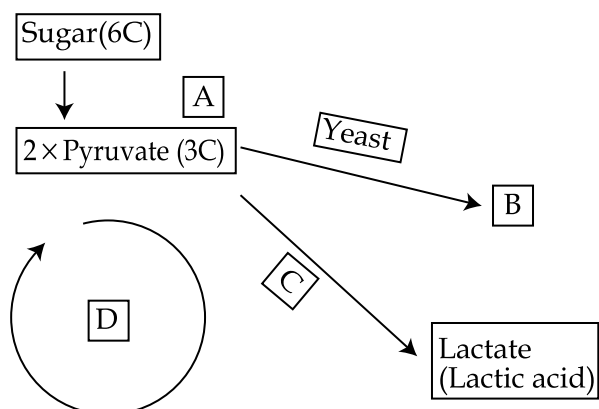 Sugar(6C)
A
2×Pyruvate (3C)
Yeast
B
C
D
Lactate
(Lactic acid)